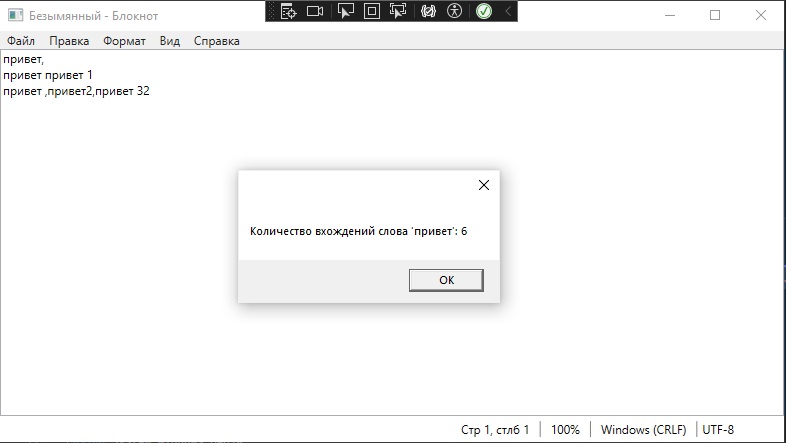 Безымянный - Блокнот
Файл Правка Формат Вид Справка
привет,
привет привет 1
привет ,привет2,привет 32
Количество вхождений слова 'привет': 6
ОК
Стр 1, стлб 1 100% Windows (CRLF) UTF-8